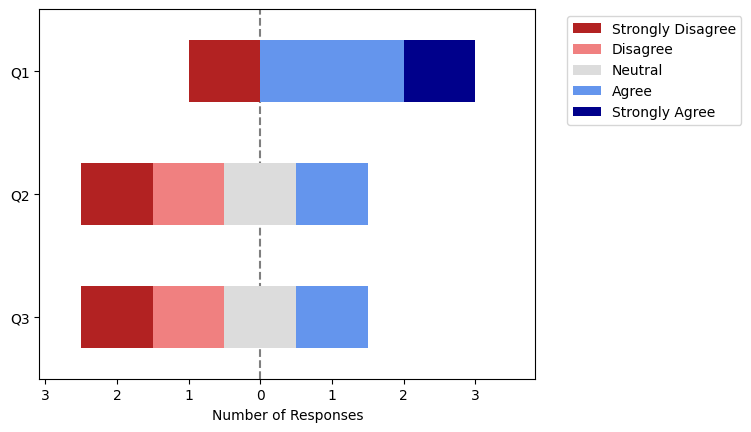 Strongly Disagree
Disagree
Neutral
Agree
Strongly Agree
Q1
Q2
Q3
3 2 1 0 1 2 3
Number of Responses